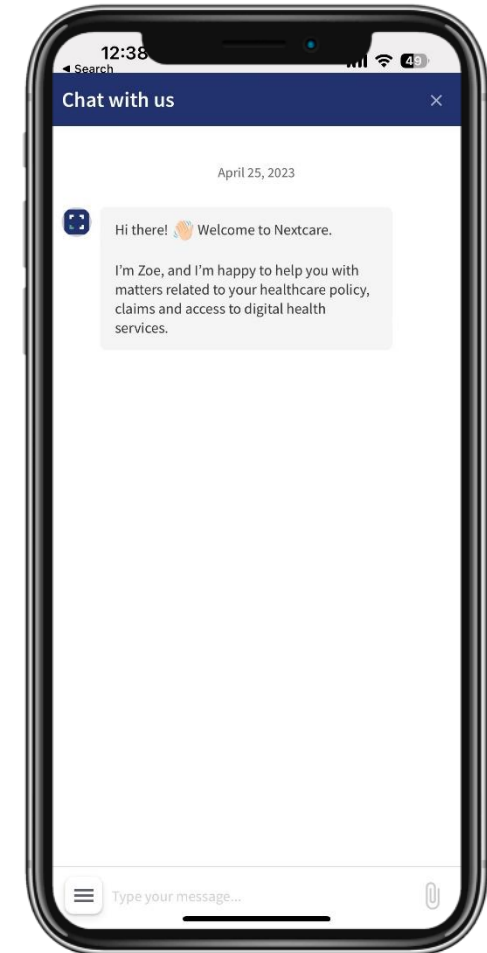 12:38
49
◄ Search
Chat with us
April 25, 2023
Hi there! 👋🏼 Welcome to Nextcare.
I'm Zoe, and I'm happy to help you with
matters related to your healthcare policy,
claims and access to digital health
services.
Type your message...